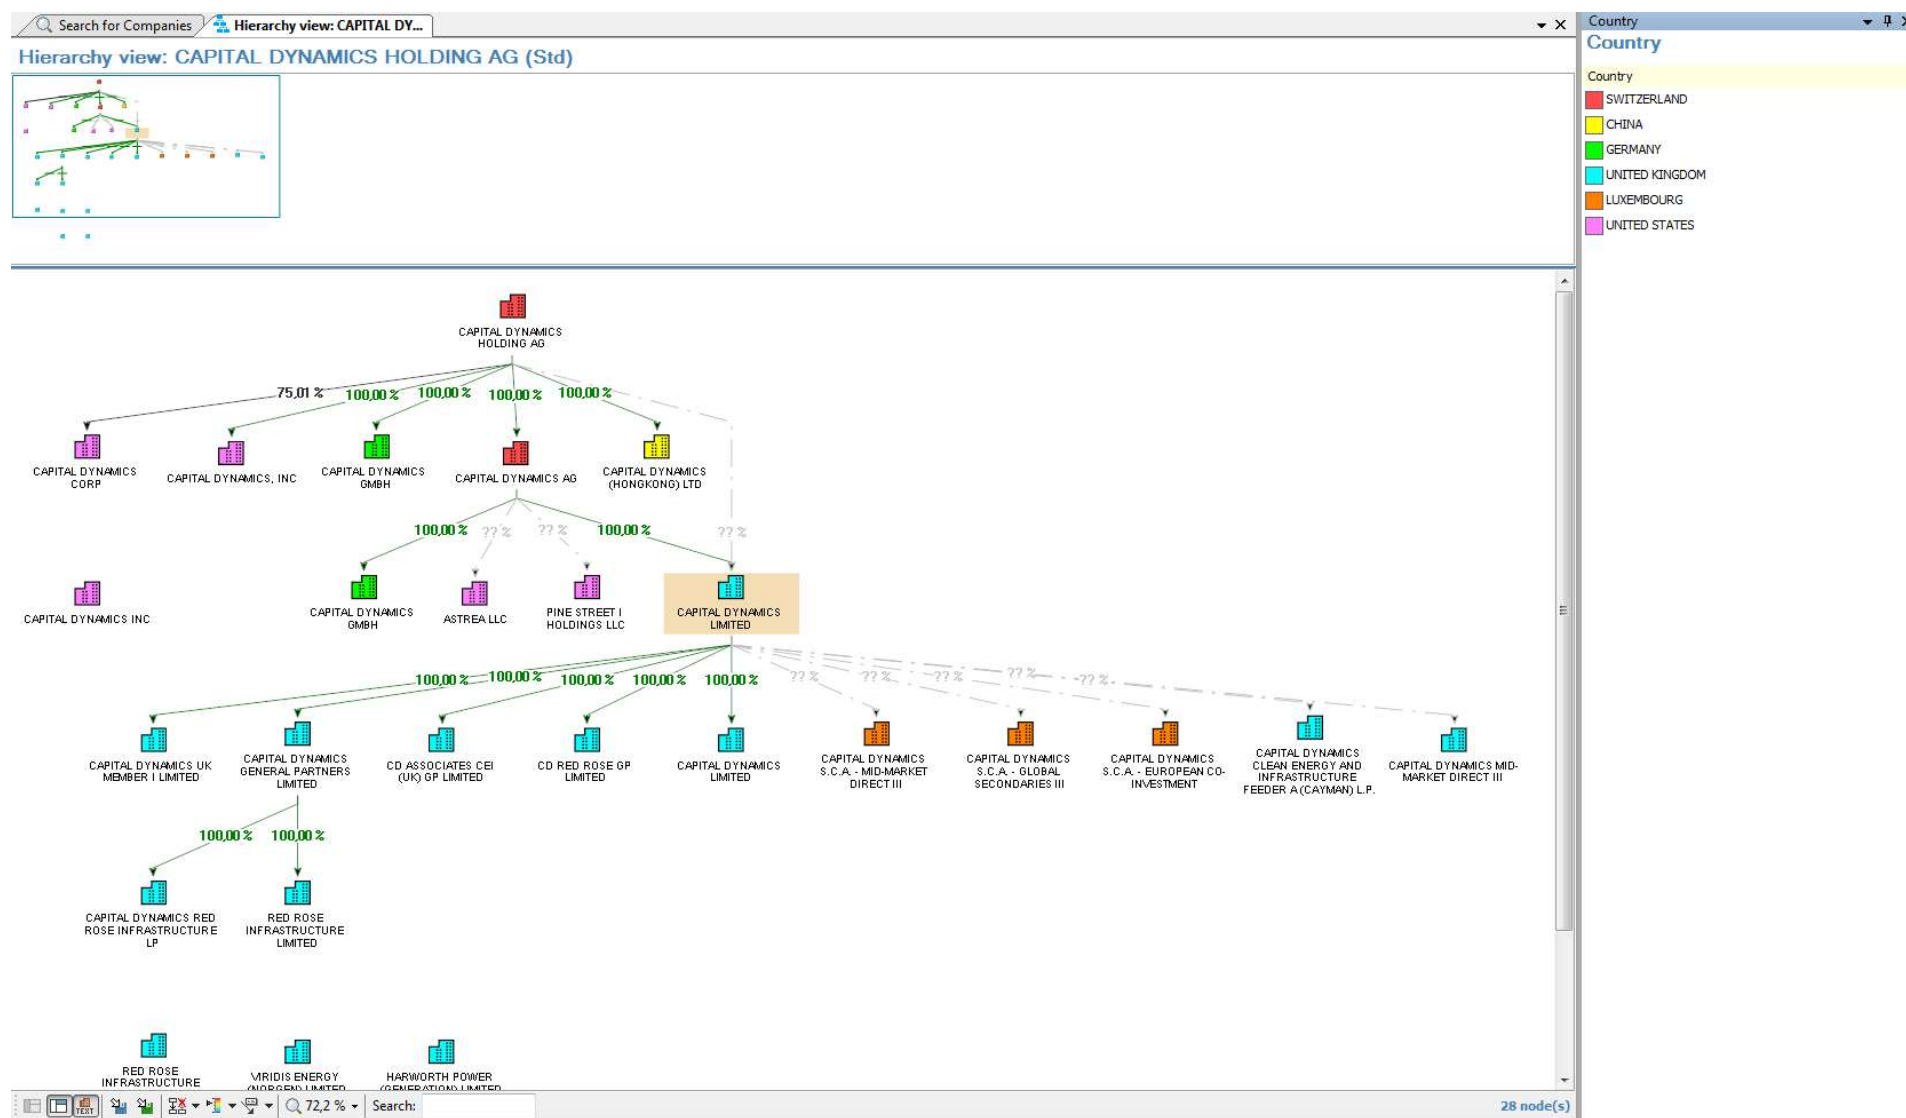 Search for Companies
Hierarchy view: CAPITAL DY...
Hierarchy view: CAPITAL DYNAMICS HOLDING AG (Std)
Country
Country
Country
SWITZERLAND
CHINA
GERMANY
UNITED KINGDOM
LUXEMBOURG
UNITED STATES
CAPITAL DYNAMICS
HOLDING AG
75,01 %
100,00 %
100,00 %
100,00 %
100,00 %
CAPITAL DYNAMICS
CORP
CAPITAL DYNAMICS, INC
CAPITAL DYNAMICS
GMBH
CAPITAL DYNAMICS AG
CAPITAL DYNAMICS
(HONGKONG) LTD
100,00 %
?? %
?? %
100,00 %
?? %
CAPITAL DYNAMICS INC
CAPITAL DYNAMICS
GMBH
ASTREA LLC
PINE STREET I
HOLDINGS LLC
CAPITAL DYNAMICS
LIMITED
100,00 %
100,00 %
100,00 %
100,00 %
100,00 %
?? %
?? %
?? %
?? %
?? %
CAPITAL DYNAMICS UK
MEMBER I LIMITED
CAPITAL DYNAMICS
GENERAL PARTNERS
LIMITED
CD ASSOCIATES CEI
(UK) GP LIMITED
CD RED ROSE GP
LIMITED
CAPITAL DYNAMICS
LIMITED
CAPITAL DYNAMICS
S.C.A. - MID-MARKET
DIRECT III
CAPITAL DYNAMICS
S.C.A. - GLOBAL
SECONDARIES III
CAPITAL DYNAMICS
S.C.A. - EUROPEAN CO-
INVESTMENT
CAPITAL DYNAMICS
CLEAN ENERGY AND
INFRASTRUCTURE
FEEDER A (CAYMAN) L.P.
CAPITAL DYNAMICS MID-
MARKET DIRECT III
100,00 %
100,00 %
CAPITAL DYNAMICS RED
ROSE INFRASTRUCTURE
LP
RED ROSE
INFRASTRUCTURE
LIMITED
RED ROSE
INFRASTRUCTURE
VIRIDIS ENERGY
(NORGEN) LIMITED
HARWORTH POWER
(GENERATION) LIMITED
TEXT
72,2 %
Search:
28 node(s)